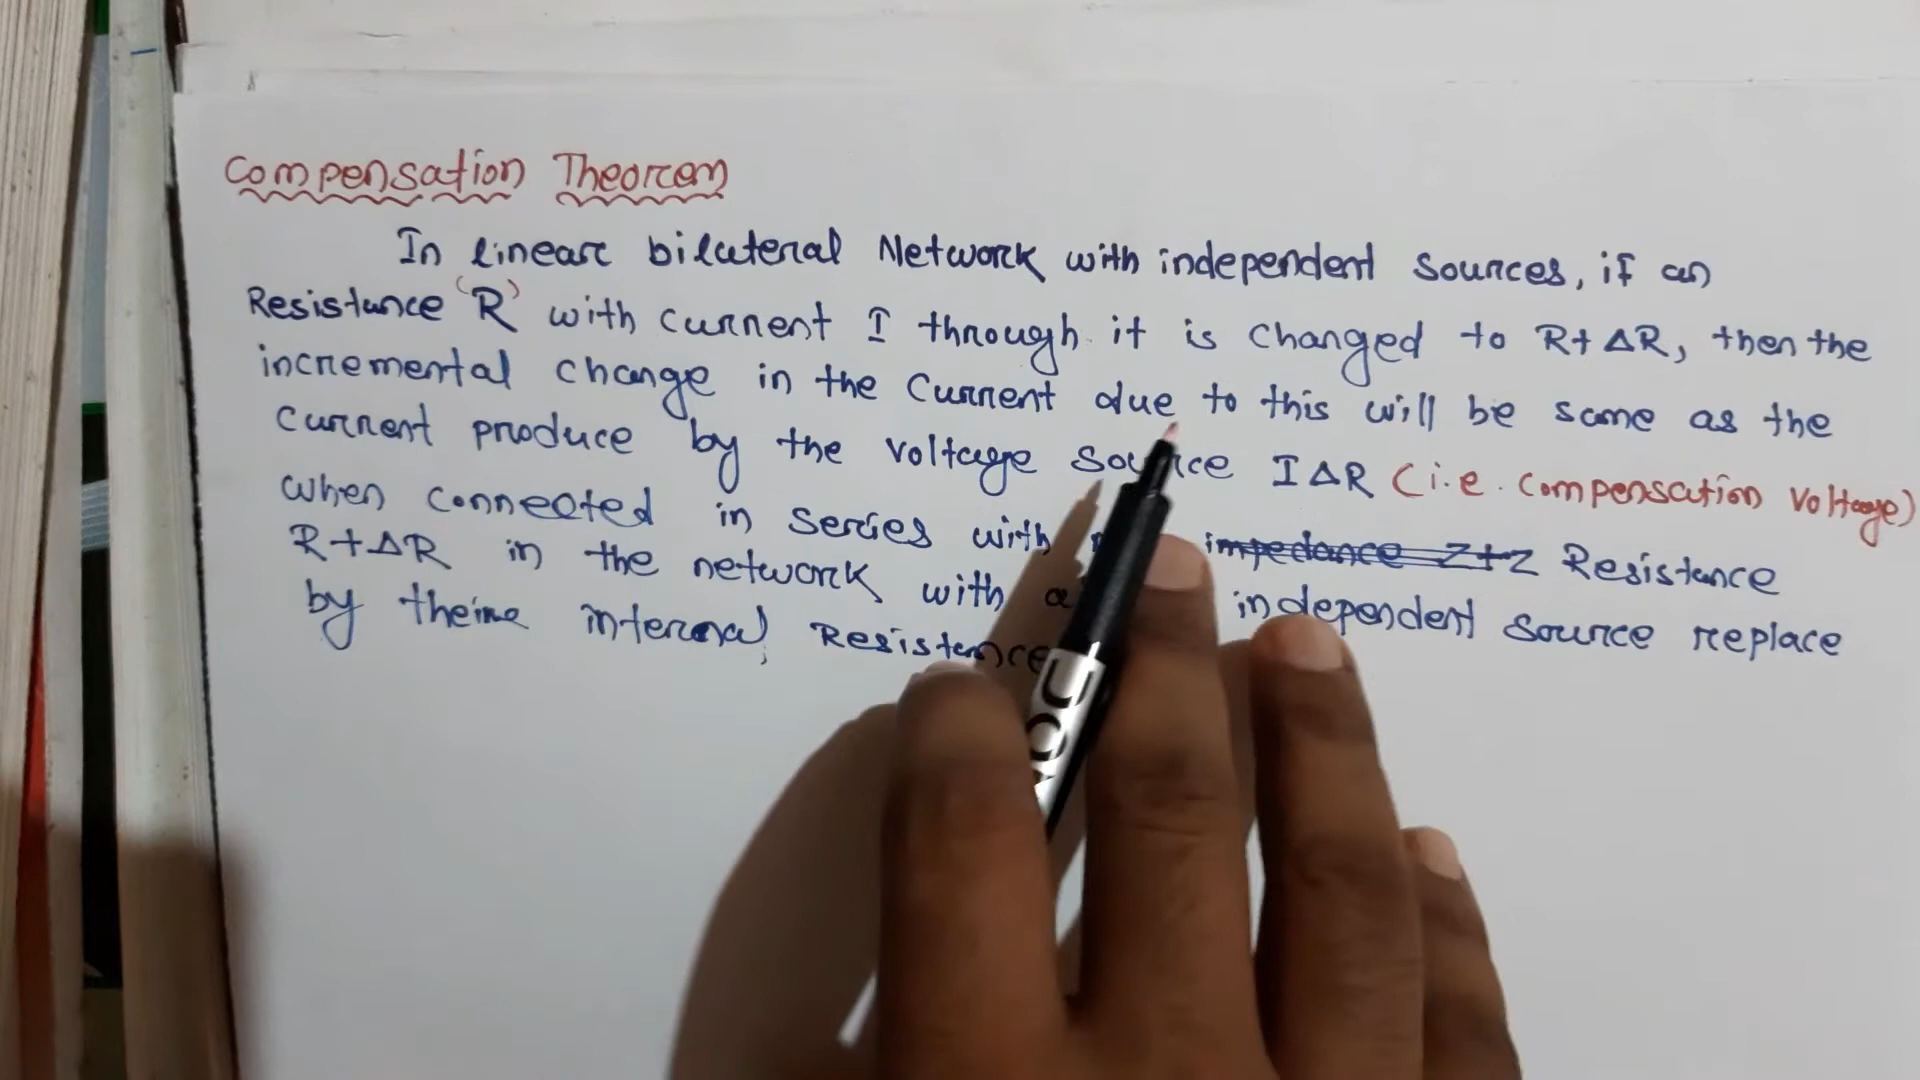 Compensation Theorem
In linear bilateral Network with independent Sources, if an
Resistance (R) with current I through it is changed to R+ΔR, then the
incremental change in the current due to this will be same as the
current produce by the voltage source IΔR (i.e. compensation voltage)
when connected in series with impedance Z+Z Resistance
R+ΔR in the network with independent source replace
by their internal Resistance